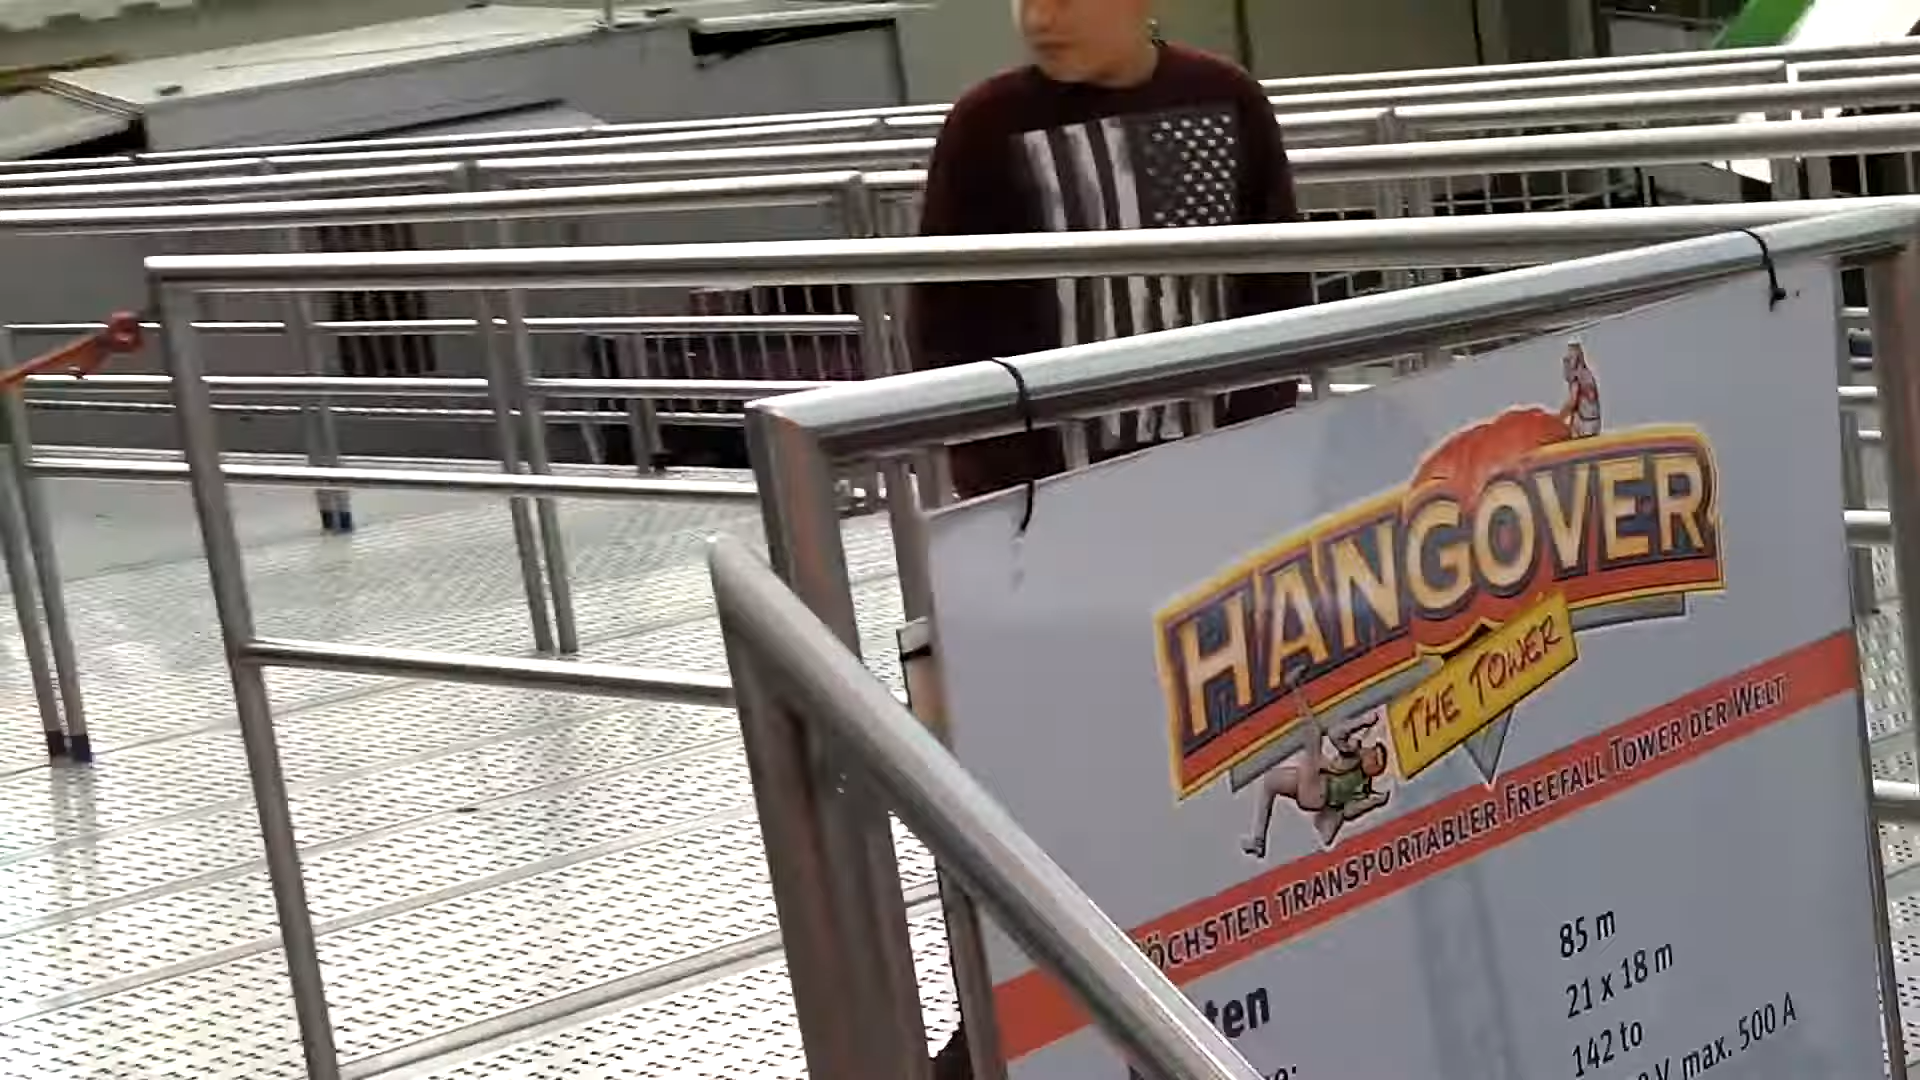 HANGOVER
THE TOWER
ÖCHSTER TRANSPORTABLER FREEFALL TOWER DER WELT
ten
85 m
21 x 18 m
142 to
V, max. 500 A